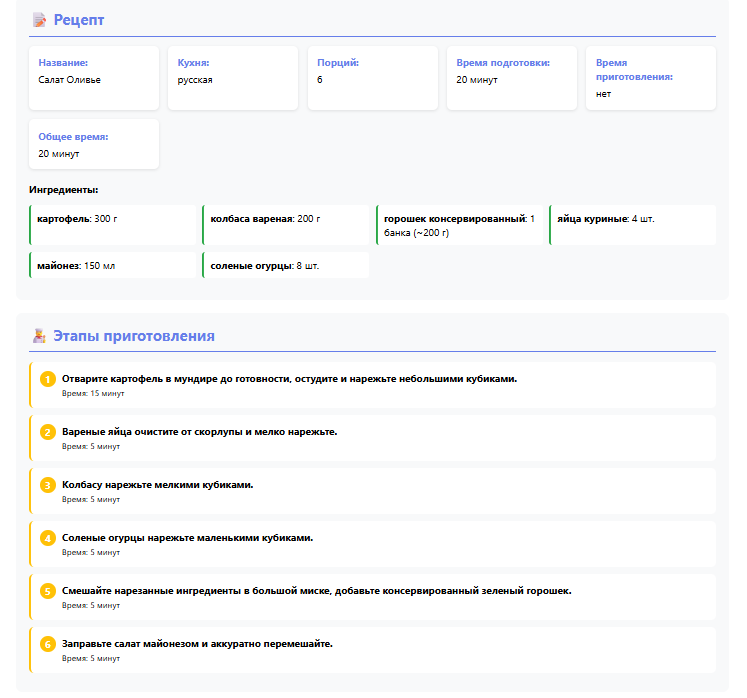 Рецепт
Название:
Салат Оливье
Кухня:
русская
Порций:
6
Время подготовки:
20 минут
Время
приготовления:
нет
Общее время:
20 минут
Ингредиенты:
картофель: 300 г
колбаса вареная: 200 г
горошек консервированный: 1
банка (~200 г)
яйца куриные: 4 шт.
майонез: 150 мл
соленые огурцы: 8 шт.
Этапы приготовления
1 Отварите картофель в мундире до готовности, остудите и нарежьте небольшими кубиками.
Время: 15 минут
2 Вареные яйца очистите от скорлупы и мелко нарежьте.
Время: 5 минут
3 Колбасу нарежьте мелкими кубиками.
Время: 5 минут
4 Соленые огурцы нарежьте маленькими кубиками.
Время: 5 минут
5 Смешайте нарезанные ингредиенты в большой миске, добавьте консервированный зеленый горошек.
Время: 5 минут
6 Заправьте салат майонезом и аккуратно перемешайте.
Время: 5 минут